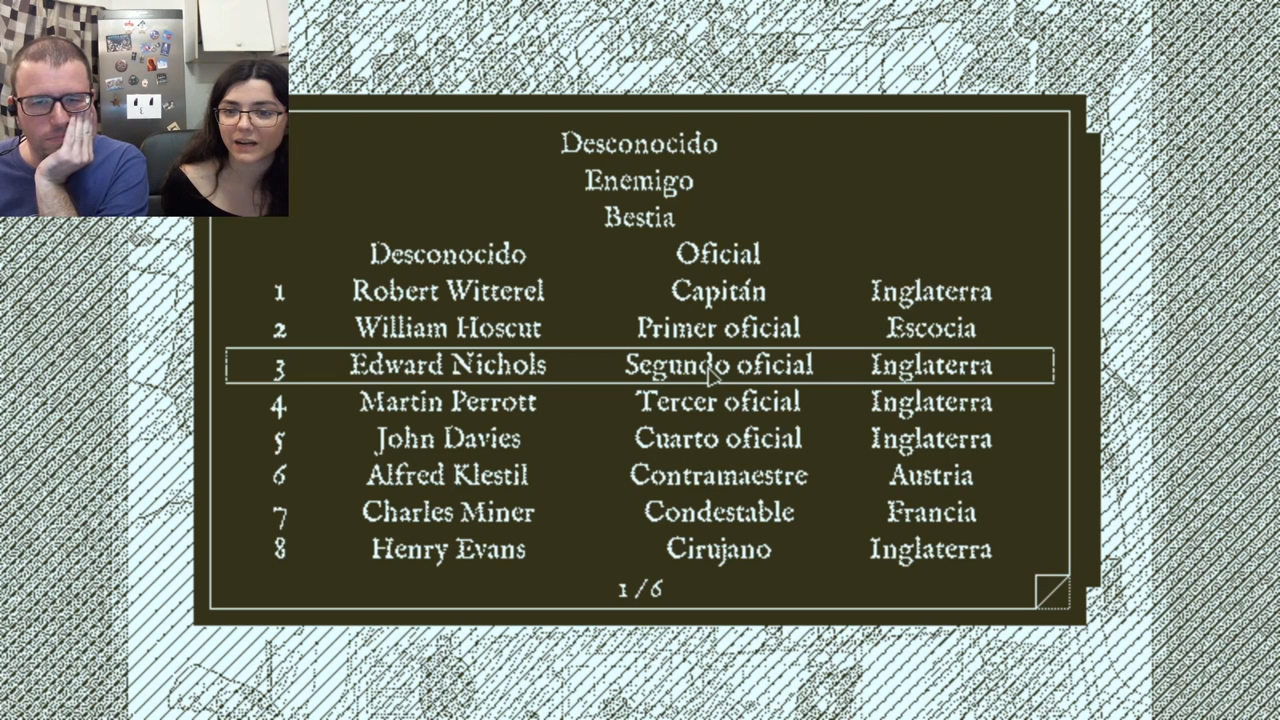 Desconocido
Enemigo
Bestia
Desconocido Oficial
1 Robert Witterel Capitán Inglaterra
2 William Hoscut Primer oficial Escocia
3 Edward Nichols Segundo oficial Inglaterra
4 Martin Perrott Tercer oficial Inglaterra
5 John Davies Cuarto oficial Inglaterra
6 Alfred Klestil Contramaestre Austria
7 Charles Miner Condestable Francia
8 Henry Evans Cirujano Inglaterra
1/6